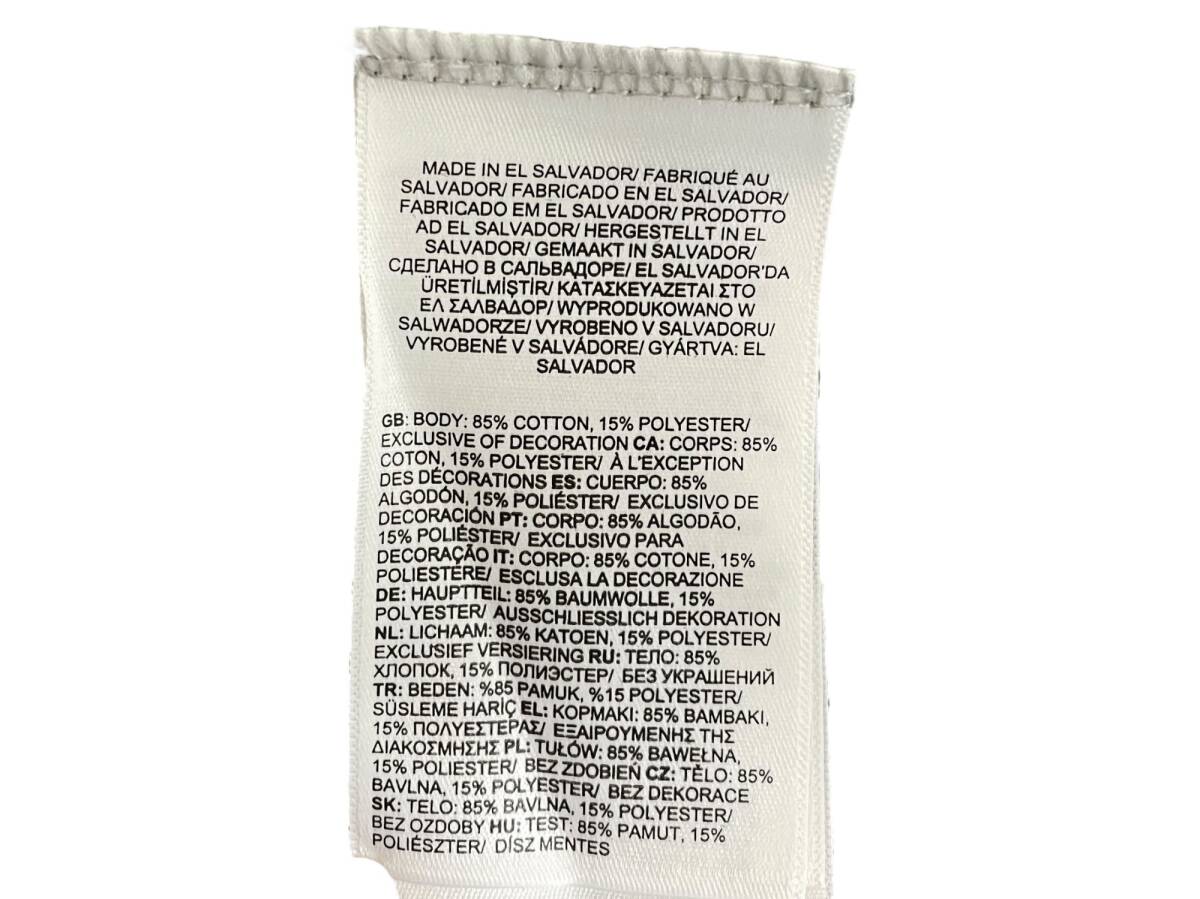 MADE IN EL SALVADOR/ FABRIQUÉ AU
SALVADOR/ FABRICADO EN EL SALVADOR/
FABRICADO EM EL SALVADOR/ PRODOTTO
AD EL SALVADOR/ HERGESTELLT IN EL
SALVADOR/ GEMAAKT IN SALVADOR/
СДЕЛАНО В САЛЬВАДОРЕ/ EL SALVADOR'DA
ÜRETİLMİŞTİR/ ΚΑΤΑΣΚΕΥΑΖΕΤΑΙ ΣΤΟ
ΕΛ ΣΑΛΒΑΔΟΡ/ WYPRODUKOWANO W
SALWADORZE/ VYROBENO V SALVADORU/
VYROBENÉ V SALVÁDORE/ GYÁRTVA: EL
SALVADOR
GB: BODY: 85% COTTON, 15% POLYESTER/
EXCLUSIVE OF DECORATION CA: CORPS: 85%
COTON, 15% POLYESTER/ À L'EXCEPTION
DES DÉCORATIONS ES: CUERPO: 85%
ALGODÓN, 15% POLIÉSTER/ EXCLUSIVO DE
DECORACIÓN PT: CORPO: 85% ALGODÃO,
15% POLIÉSTER/ EXCLUSIVO PARA
DECORAÇÃO IT: CORPO: 85% COTONE, 15%
POLIESTERE/ ESCLUSA LA DECORAZIONE
DE: HAUPTTEIL: 85% BAUMWOLLE, 15%
POLYESTER/ AUSSCHLIESSLICH DEKORATION
NL: LICHAAM: 85% KATOEN, 15% POLYESTER/
EXCLUSIEF VERSIERING RU: ТЕЛО: 85%
ХЛОПОК, 15% ПОЛИЭСТЕР/ БЕЗ УКРАШЕНИЙ
TR: BEDEN: %85 PAMUK, %15 POLYESTER/
SÜSLEME HARİÇ EL: ΚΟΡΜΑΚΙ: 85% ΒΑΜΒΑΚΙ,
15% ΠΟΛΥΕΣΤΕΡΑΣ/ ΕΞΑΙΡΟΥΜΕΝΗΣ ΤΗΣ
ΔΙΑΚΟΣΜΗΣΗΣ PL: TUŁÓW: 85% BAWEŁNA,
15% POLIESTER/ BEZ ZDOBIEŃ CZ: TĚLO: 85%
BAVLNA, 15% POLYESTER/ BEZ DEKORACE
SK: TELO: 85% BAVLNA, 15% POLYESTER/
BEZ OZDOBY HU: TEST: 85% PAMUT, 15%
POLIÉSZTER/ DÍSZ MENTES